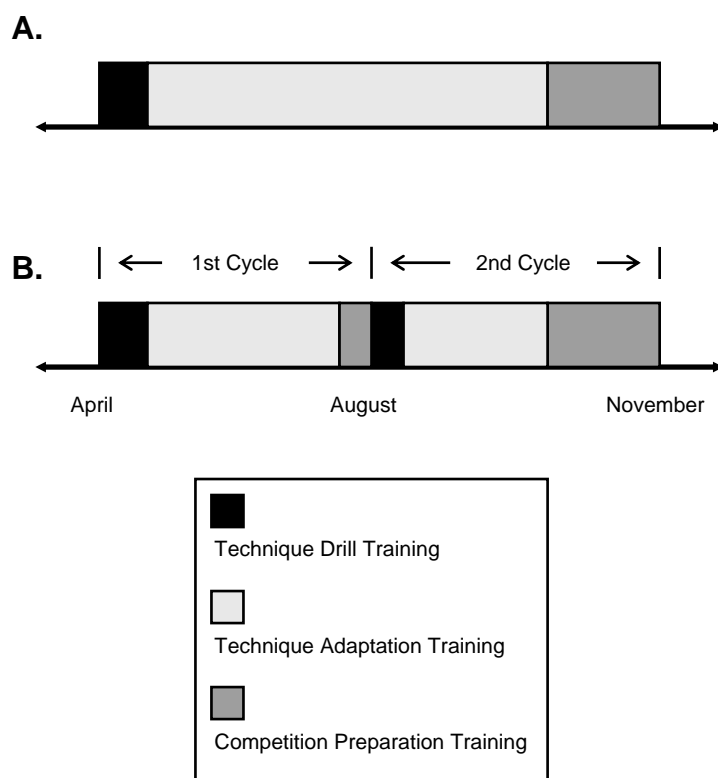 A.
B.
1st Cycle
2nd Cycle
April
August
November
Technique Drill Training
Technique Adaptation Training
Competition Preparation Training